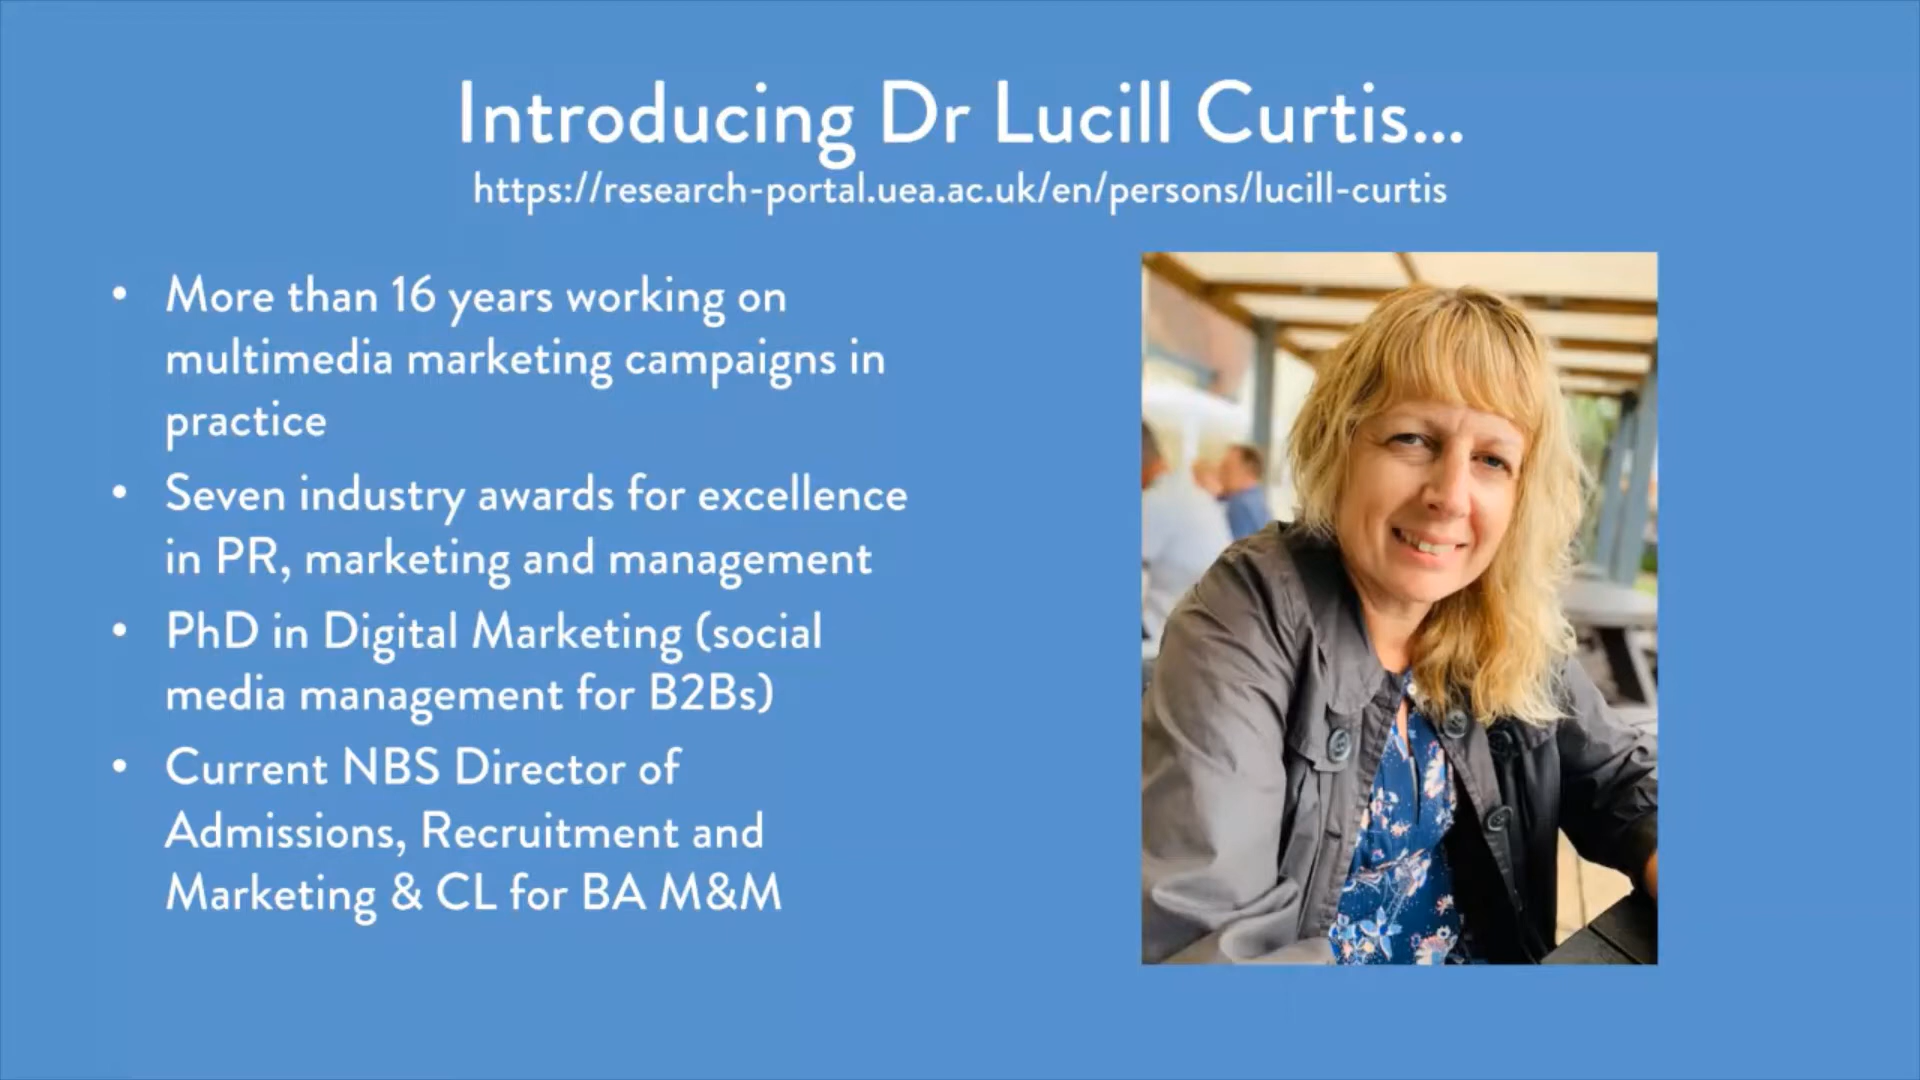 Introducing Dr Lucill Curtis...
https://research-portal.uea.ac.uk/en/persons/lucill-curtis
• More than 16 years working on
multimedia marketing campaigns in
practice
• Seven industry awards for excellence
in PR, marketing and management
• PhD in Digital Marketing (social
media management for B2Bs)
• Current NBS Director of
Admissions, Recruitment and
Marketing & CL for BA M&M